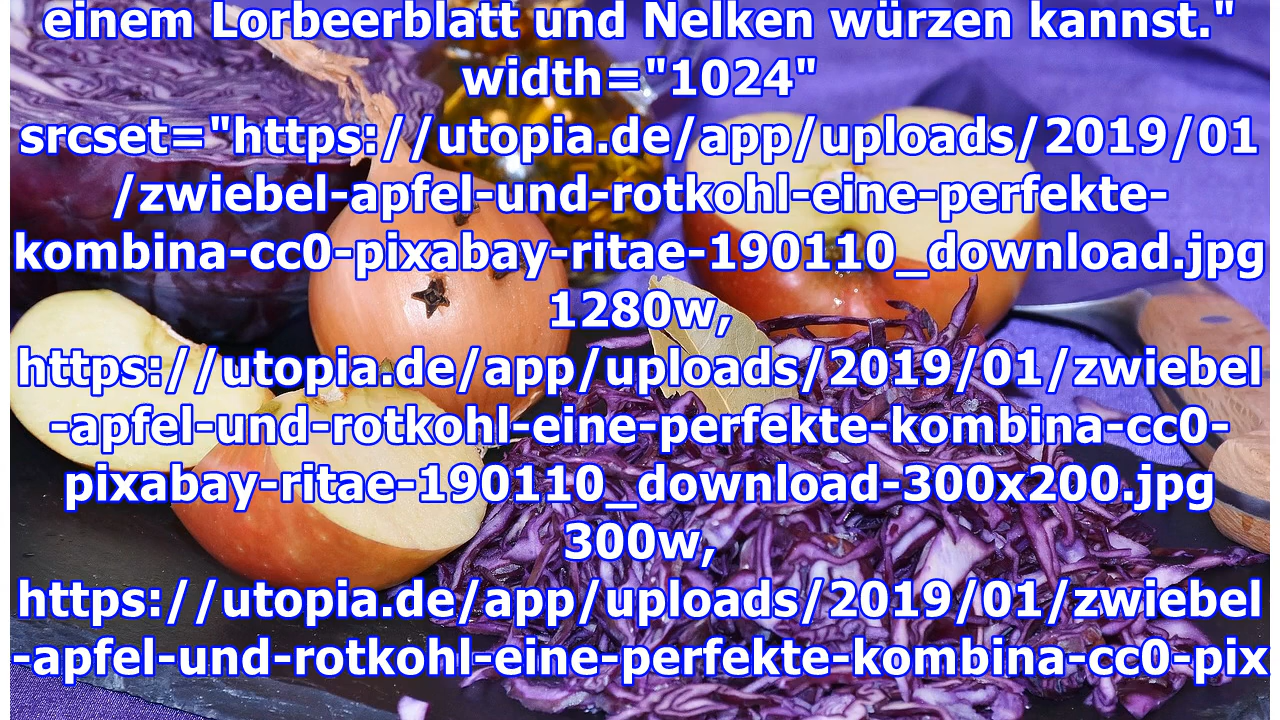 einem Lorbeerblatt und Nelken würzen kannst."
width="1024"
srcset="https://utopia.de/app/uploads/2019/01
/zwiebel-apfel-und-rotkohl-eine-perfekte-
kombina-cc0-pixabay-ritae-190110_download.jpg
1280w,
https://utopia.de/app/uploads/2019/01/zwiebel
-apfel-und-rotkohl-eine-perfekte-kombina-cc0-
pixabay-ritae-190110_download-300x200.jpg
300w,
https://utopia.de/app/uploads/2019/01/zwiebel
-apfel-und-rotkohl-eine-perfekte-kombina-cc0-pix